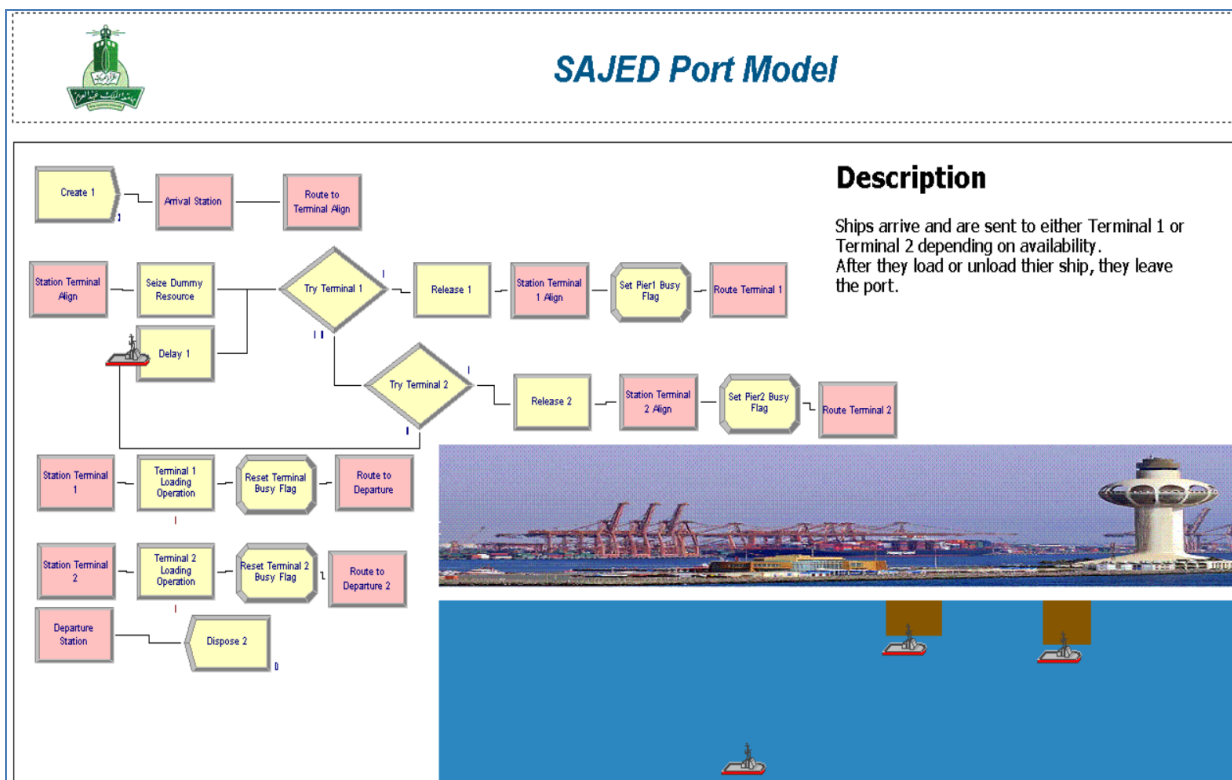 SAJED Port Model
Create 1
Arrival Station
Route to
Terminal Align
Description
Ships arrive and are sent to either Terminal 1 or
Terminal 2 depending on availability.
After they load or unload thier ship, they leave
the port.
Station Terminal
Align
Seize Dummy
Resource
Try Terminal 1
Release 1
Station Terminal
1 Align
Set Pier1 Busy
Flag
Route Terminal 1
Delay 1
Try Terminal 2
Release 2
Station Terminal
2 Align
Set Pier2 Busy
Flag
Route Terminal 2
Station Terminal
1
Terminal 1
Loading
Operation
Reset Terminal
Busy Flag
Route to
Departure
Station Terminal
2
Terminal 2
Loading
Operation
Reset Terminal 2
Busy Flag
Route to
Departure 2
Departure
Station
Dispose 2